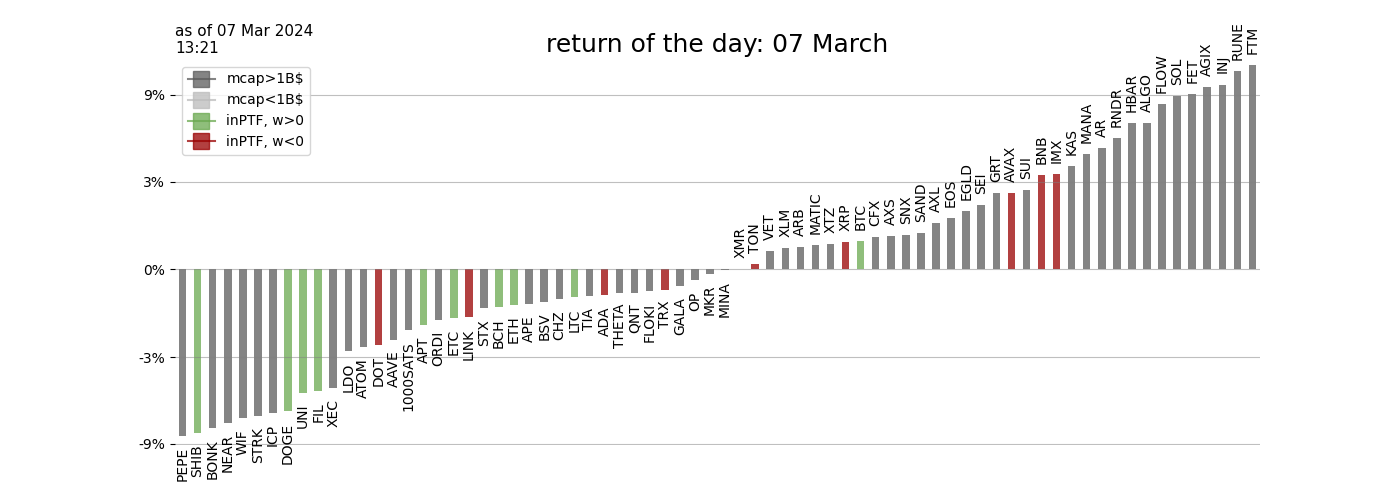 as of 07 Mar 2024
13:21
return of the day: 07 March
mcap>1B$
mcap<1B$
inPTF, w>0
inPTF, w<0
9%
3%
0%
-3%
-9%
PEPE
SHIB
BONK
NEAR
WIF
STRK
ICP
DOGE
UNI
FIL
XEC
LDO
ATOM
DOT
AAVE
1000SATS
APT
ORDI
ETC
LINK
STX
BCH
ETH
APE
BSV
CHZ
LTC
TIA
ADA
THETA
QNT
FLOKI
TRX
GALA
OP
MKR
MINA
XMR
TON
VET
XLM
ARB
MATIC
XTZ
XRP
BTC
CFX
AXS
SNX
SAND
AXL
EOS
EGLD
SEI
GRT
AVAX
SUI
BNB
IMX
KAS
MANA
AR
RNDR
HBAR
ALGO
FLOW
SOL
FET
AGIX
INJ
RUNE
FTM